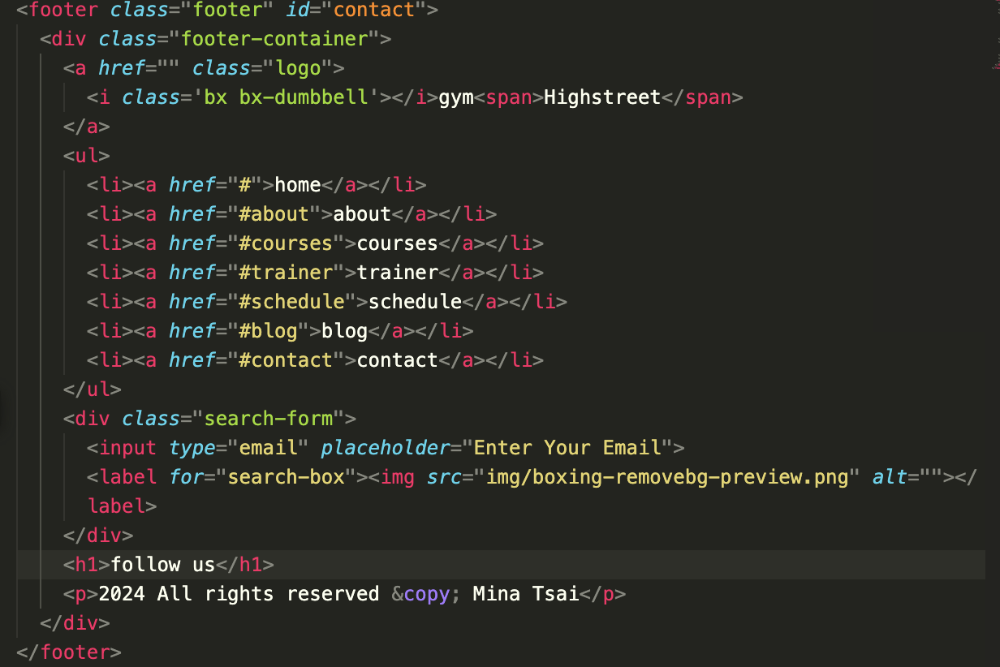 <footer class="footer" id="contact">
<div class="footer-container">
<a href="" class="logo">
<i class='bx bx-dumbbell'></i>gym<span>Highstreet</span>
</a>
<ul>
<li><a href="#">home</a></li>
<li><a href="#about">about</a></li>
<li><a href="#courses">courses</a></li>
<li><a href="#trainer">trainer</a></li>
<li><a href="#schedule">schedule</a></li>
<li><a href="#blog">blog</a></li>
<li><a href="#contact">contact</a></li>
</ul>
<div class="search-form">
<input type="email" placeholder="Enter Your Email">
<label for="search-box"><img src="img/boxing-removebg-preview.png" alt=""></
label>
</div>
<h1>follow us</h1>
<p>2024 All rights reserved &copy; Mina Tsai</p>
</div>
</footer>